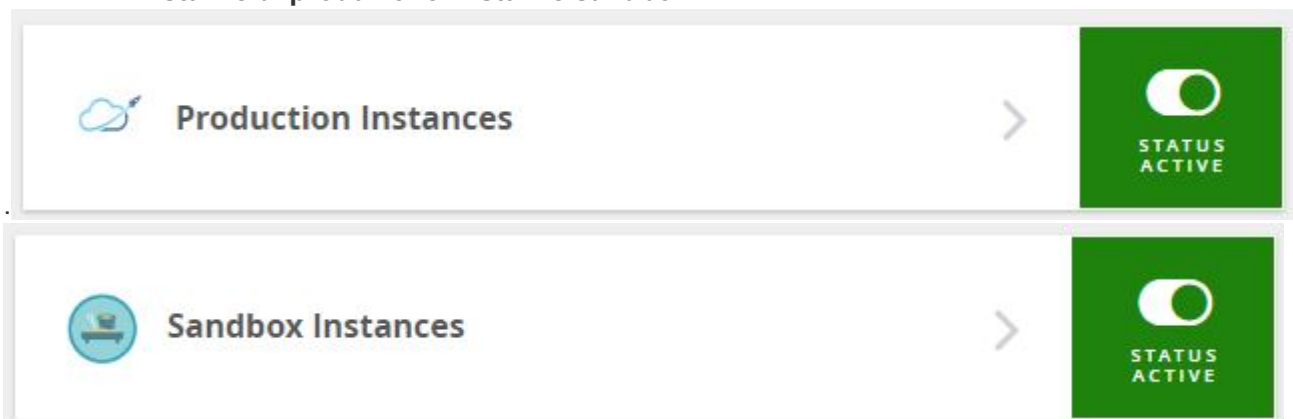 .
Production Instances
STATUS
ACTIVE
Sandbox Instances
STATUS
ACTIVE